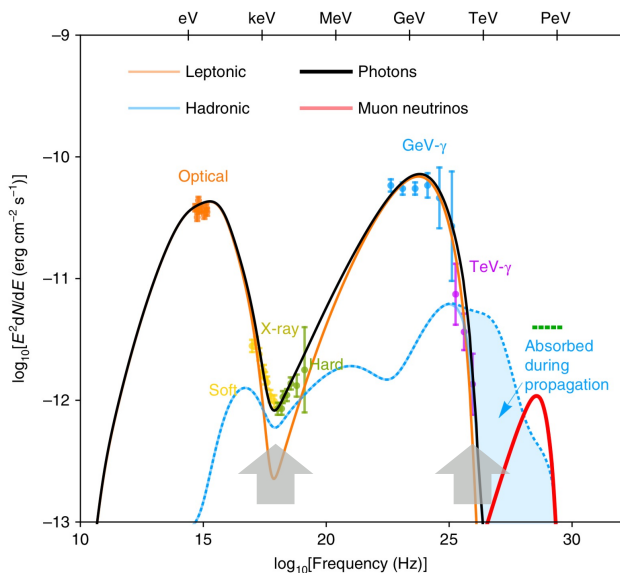 eV keV MeV GeV TeV PeV
−9
−10
−11
−12
−13
log₁₀[E²dN/dE (erg cm⁻² s⁻¹)]
Leptonic Photons
Hadronic Muon neutrinos
GeV-γ
Optical
TeV-γ
X-ray
Absorbed
during
propagation
Hard
Soft
10 15 20 25 30
log₁₀[Frequency (Hz)]